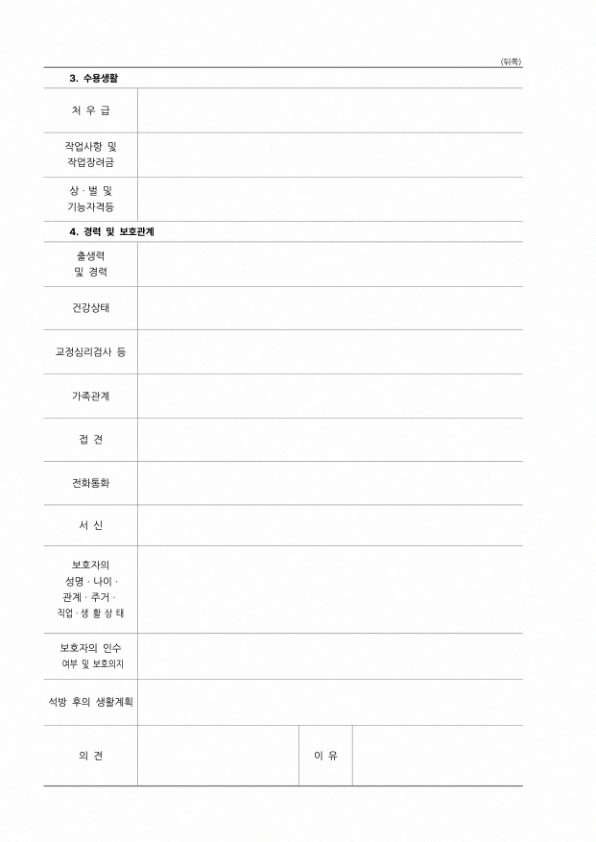 (뒤쪽)
3. 수용생활
처 우 급
작업사항 및
작업장려금
상 · 벌 및
기능자격등
4. 경력 및 보호관계
출생력
및 경력
건강상태
교정심리검사 등
가족관계
접 견
전화통화
서 신
보호자의
성명 · 나이 ·
관계 · 주거 ·
직업 · 생 활 상 태
보호자의 인수
여부 및 보호의지
석방 후의 생활계획
의 견
이 유